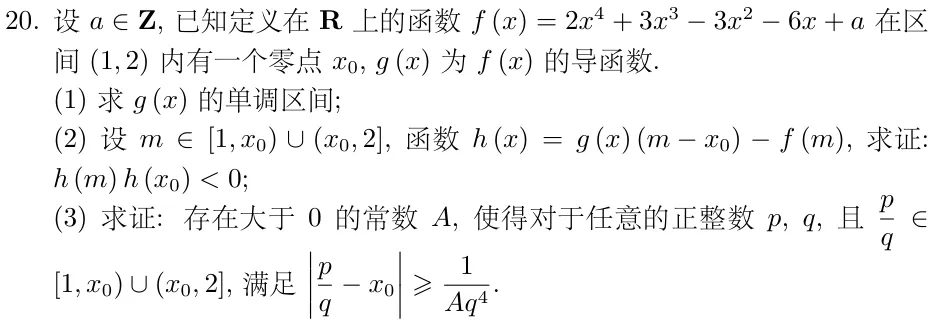 20. 设 a ∈ Z, 已知定义在 R 上的函数 f (x) = 2x⁴ + 3x³ − 3x² − 6x + a 在区
间 (1, 2) 内有一个零点 x₀, g (x) 为 f (x) 的导函数.
(1) 求 g (x) 的单调区间;
(2) 设 m ∈ [1, x₀) ∪ (x₀, 2], 函数 h (x) = g (x) (m − x₀) − f (m), 求证:
h (m) h (x₀) < 0;
(3) 求证: 存在大于 0 的常数 A, 使得对于任意的正整数 p, q, 且 p/q ∈
[1, x₀) ∪ (x₀, 2], 满足 |p/q − x₀| ⩾ 1/(Aq⁴).